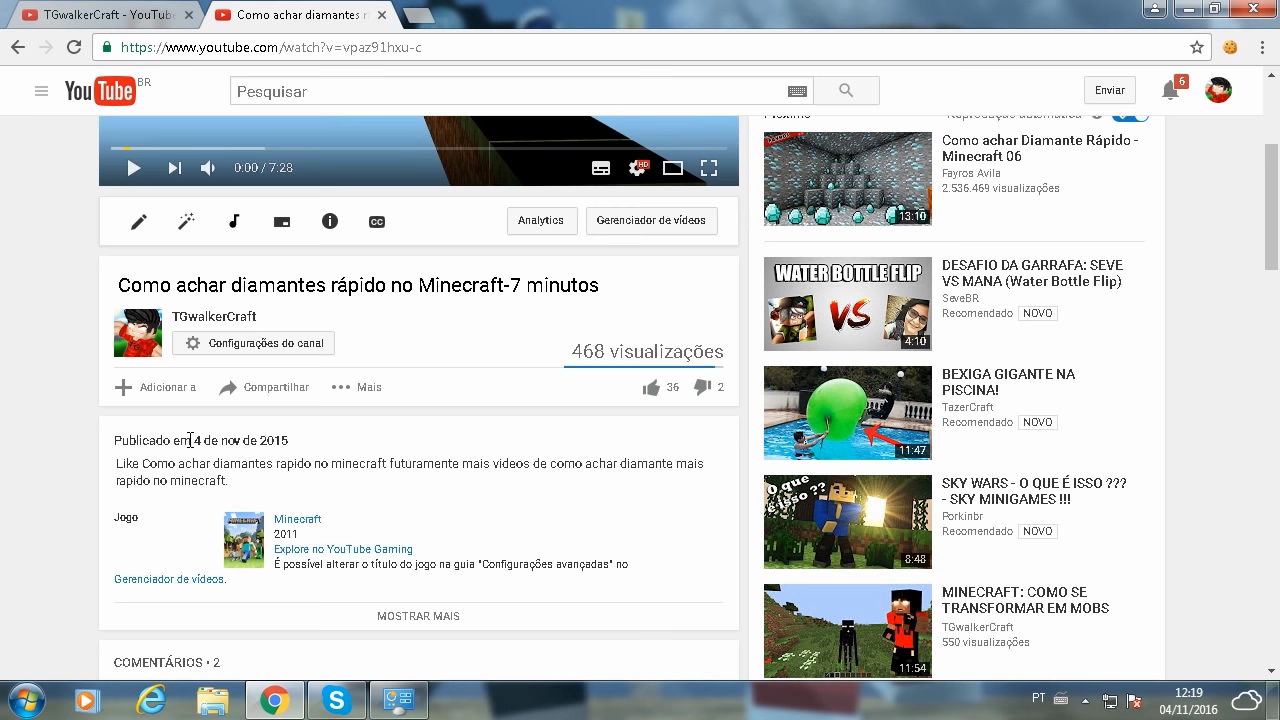 TGwalkerCraft - YouTube
Como achar diamantes r
https://www.youtube.com/watch?v=vpaz91hxu-c
YouTube BR
Pesquisar
Enviar
6
Reprodução automática
0:00 / 7:28
HD
CC
Analytics
Gerenciador de vídeos
Como achar diamantes rápido no Minecraft-7 minutos
TGwalkerCraft
Configurações do canal
468 visualizações
Adicionar a
Compartilhar
Mais
36
2
Publicado em 4 de nov de 2015
Like Como achar diamantes rapido no minecraft futuramente mais videos de como achar diamante mais
rapido no minecraft.
Jogo
Minecraft
2011
Explore no YouTube Gaming
É possível alterar o título do jogo na guia "Configurações avançadas" no
Gerenciador de vídeos.
MOSTRAR MAIS
COMENTÁRIOS • 2
13:10
Como achar Diamante Rápido -
Minecraft 06
Fayros Avila
2.536.469 visualizações
WATER BOTTLE FLIP
VS
4:10
DESAFIO DA GARRAFA: SEVE
VS MANA (Water Bottle Flip)
SeveBR
Recomendado NOVO
11:47
BEXIGA GIGANTE NA
PISCINA!
TazerCraft
Recomendado NOVO
O que
é isso ??
8:48
SKY WARS - O QUE É ISSO ???
- SKY MINIGAMES !!!
Porkinbr
Recomendado NOVO
11:54
MINECRAFT: COMO SE
TRANSFORMAR EM MOBS
TGwalkerCraft
550 visualizações
PT
12:19
04/11/2016